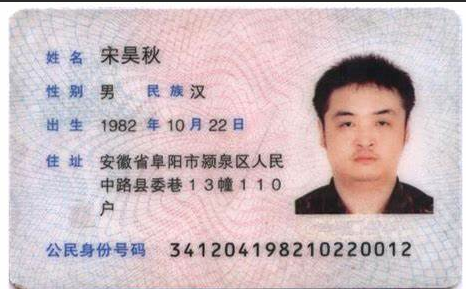 姓名 宋昊秋
性别 男 民族 汉
出生 1982 年 10 月 22 日
住址 安徽省阜阳市颍泉区人民
中路县委巷13幢110
户
公民身份号码 341204198210220012